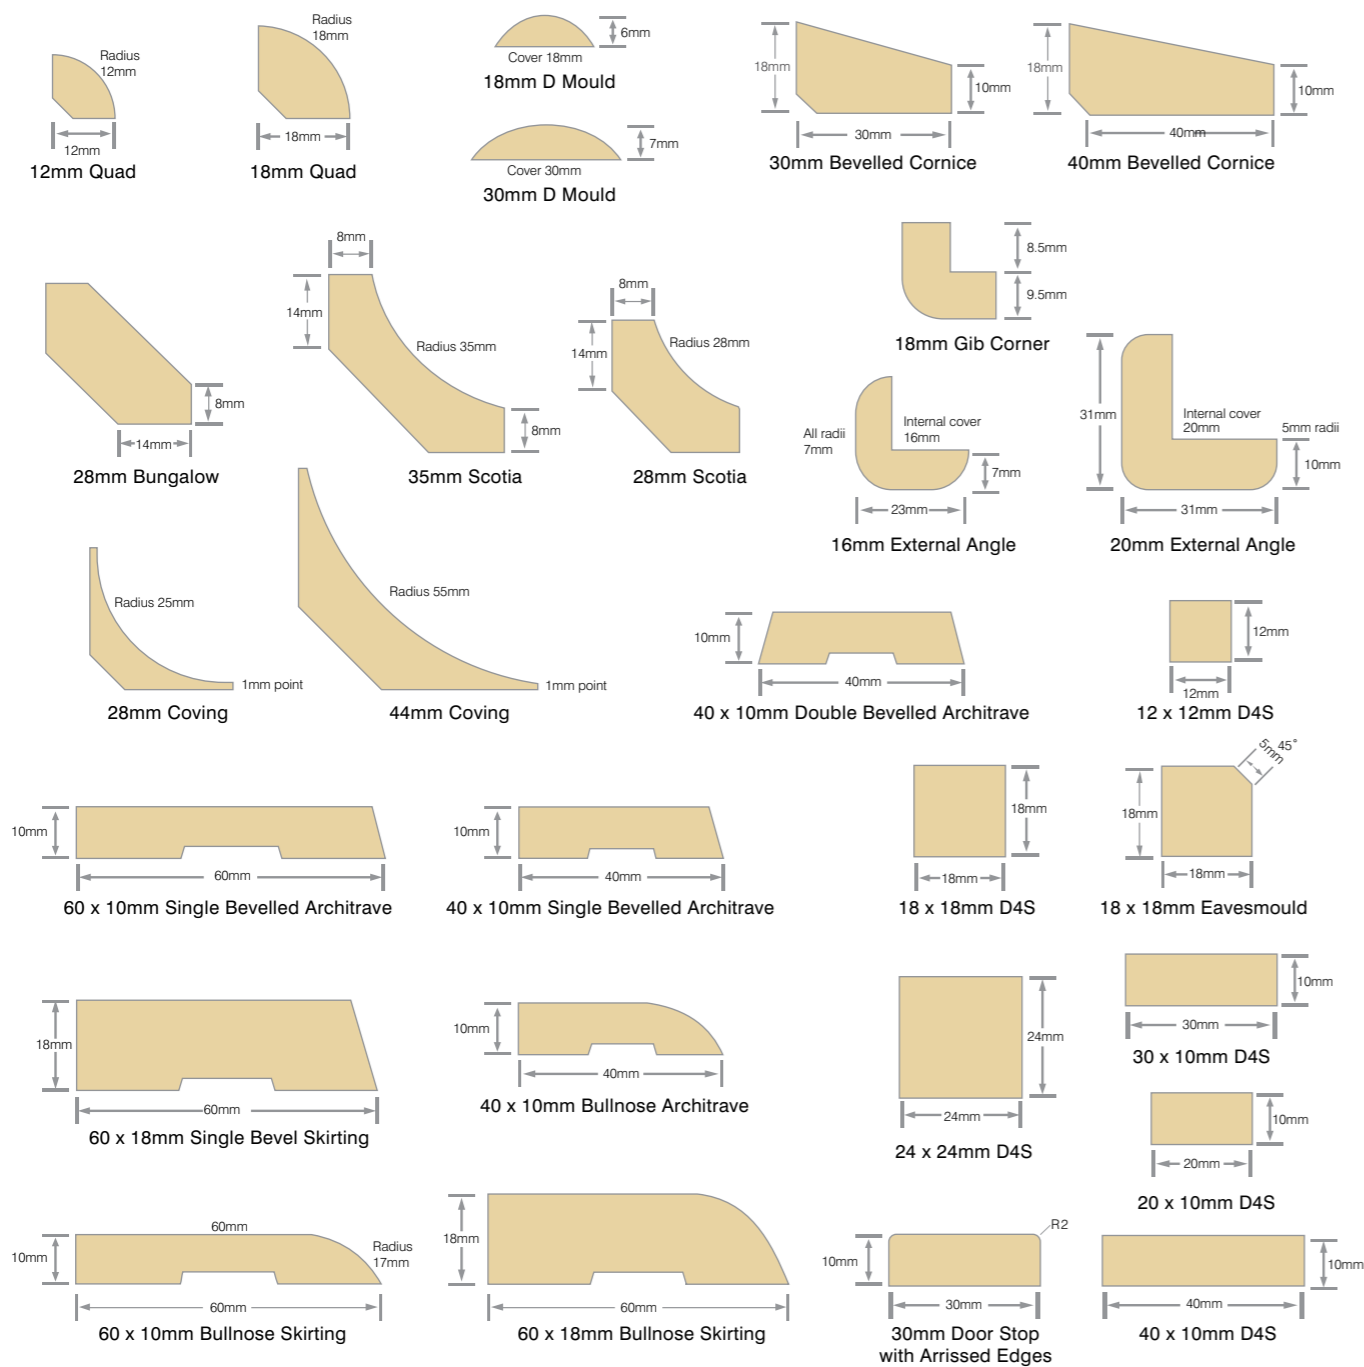 Radius
12mm
12mm
12mm Quad
Radius
18mm
18mm
18mm Quad
6mm
Cover 18mm
18mm D Mould
7mm
Cover 30mm
30mm D Mould
18mm
10mm
30mm
30mm Bevelled Cornice
18mm
10mm
40mm
40mm Bevelled Cornice
8mm
14mm
28mm Bungalow
8mm
14mm
Radius 35mm
8mm
35mm Scotia
8mm
14mm
Radius 28mm
28mm Scotia
8.5mm
9.5mm
18mm Gib Corner
All radii
7mm
Internal cover
16mm
7mm
23mm
16mm External Angle
31mm
Internal cover
20mm
5mm radii
10mm
31mm
20mm External Angle
Radius 25mm
1mm point
28mm Coving
Radius 55mm
1mm point
44mm Coving
10mm
40mm
40 x 10mm Double Bevelled Architrave
12mm
12mm
12 x 12mm D4S
10mm
60mm
60 x 10mm Single Bevelled Architrave
10mm
40mm
40 x 10mm Single Bevelled Architrave
18mm
18mm
18 x 18mm D4S
5mm
45°
18mm
18mm
18 x 18mm Eavesmould
18mm
60mm
60 x 18mm Single Bevel Skirting
10mm
40mm
40 x 10mm Bullnose Architrave
24mm
24mm
24 x 24mm D4S
10mm
30mm
30 x 10mm D4S
10mm
20mm
20 x 10mm D4S
60mm
10mm
Radius
17mm
60mm
60 x 10mm Bullnose Skirting
18mm
60mm
60 x 18mm Bullnose Skirting
R2
10mm
30mm
30mm Door Stop
with Arrissed Edges
10mm
40mm
40 x 10mm D4S